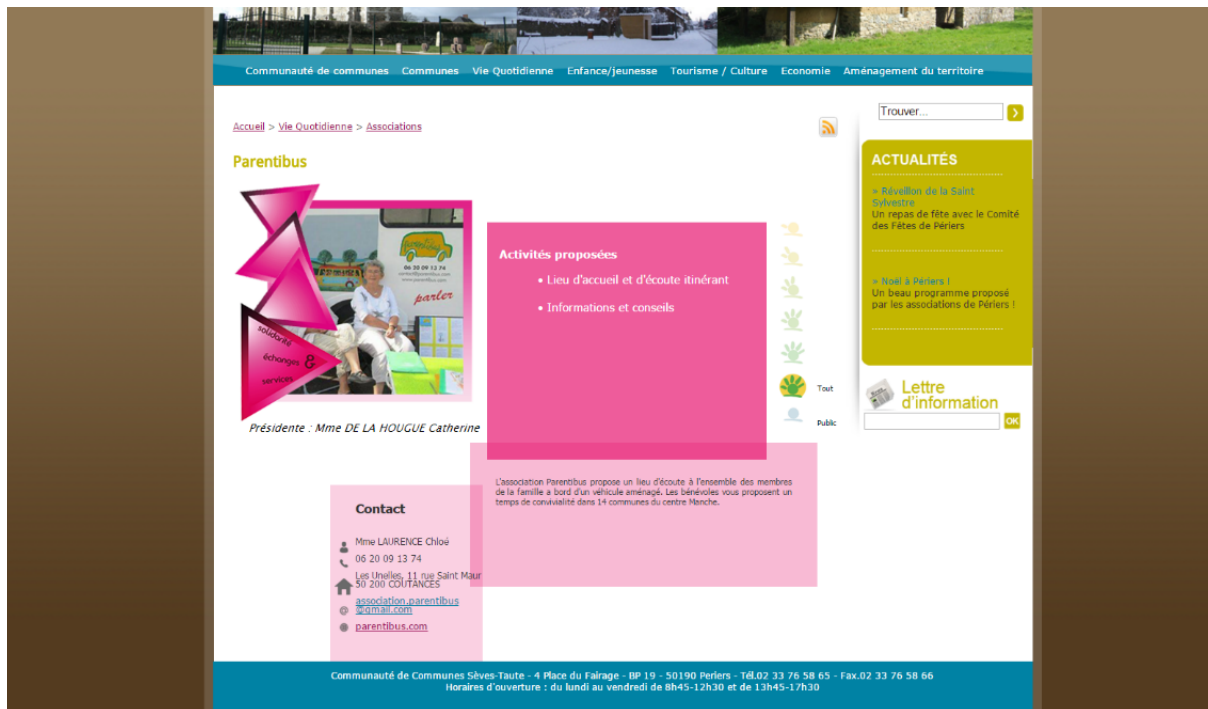 Communauté de communes Communes Vie Quotidienne Enfance/jeunesse Tourisme / Culture Economie Aménagement du territoire
Trouver...
Accueil > Vie Quotidienne > Associations
Parentibus
06 20 09 13 74
parler
solidarité
échanges &
services
Présidente : Mme DE LA HOUGUE Catherine
Activités proposées
• Lieu d'accueil et d'écoute itinérant
• Informations et conseils
Tout
Public
L'association Parentibus propose un lieu d'écoute à l'ensemble des membres
de la famille a bord d'un véhicule aménagé. Les bénévoles vous proposent un
temps de convivialité dans 14 communes du centre Manche.
Contact
Mme LAURENCE Chloé
06 20 09 13 74
Les Unelles, 11 rue Saint Maur
50 200 COUTANCES
association.parentibus
@gmail.com
parentibus.com
ACTUALITÉS
» Réveillon de la Saint
Sylvestre
Un repas de fête avec le Comité
des Fêtes de Périers
» Noël à Périers !
Un beau programme proposé
par les associations de Périers !
Lettre
d'information
OK
Communauté de Communes Sèves-Taute - 4 Place du Fairage - BP 19 - 50190 Periers - Tél.02 33 76 58 65 - Fax.02 33 76 58 66
Horaires d'ouverture : du lundi au vendredi de 8h45-12h30 et de 13h45-17h30